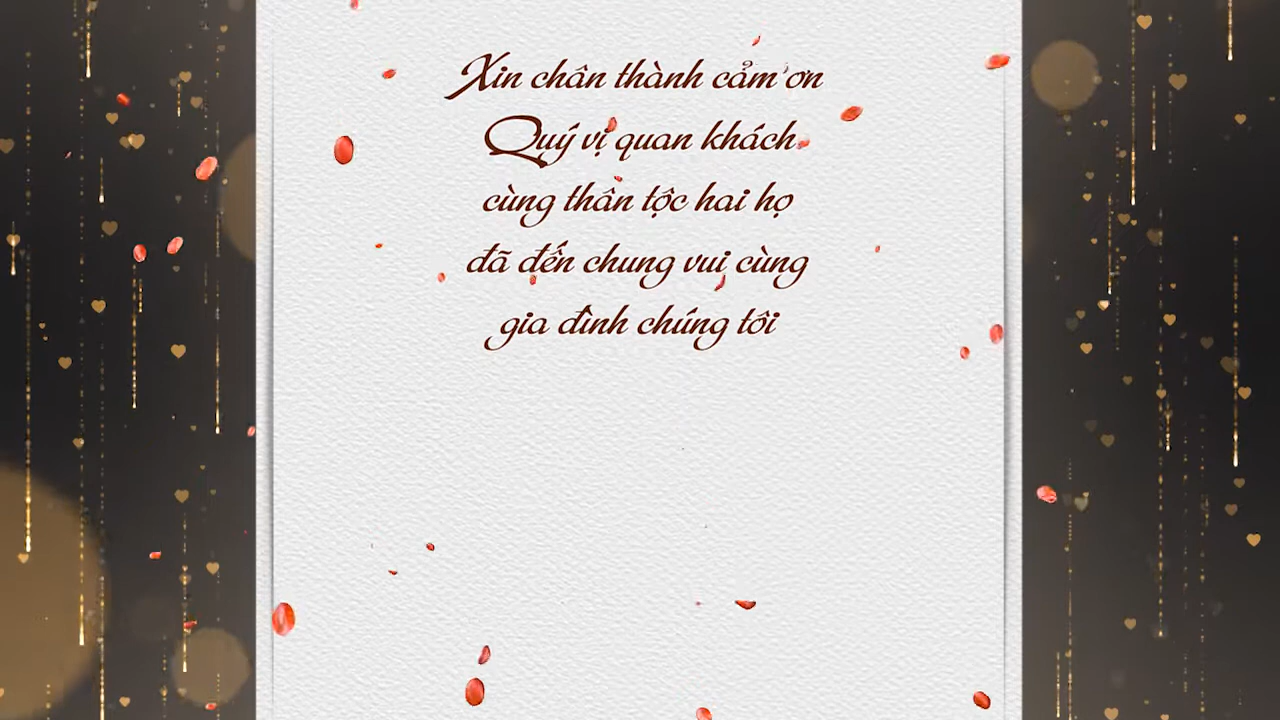 Xin chân thành cảm ơn
Quý vị quan khách
cùng thân tộc hai họ
đã đến chung vui cùng
gia đình chúng tôi